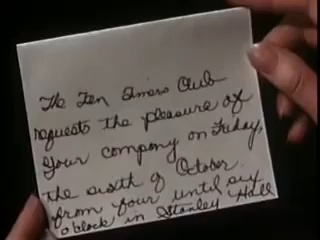 The Ten Timers Club
requests the pleasure of
your company on Friday,
the sixth of October.
from four until six
o'clock in Stanley Hall